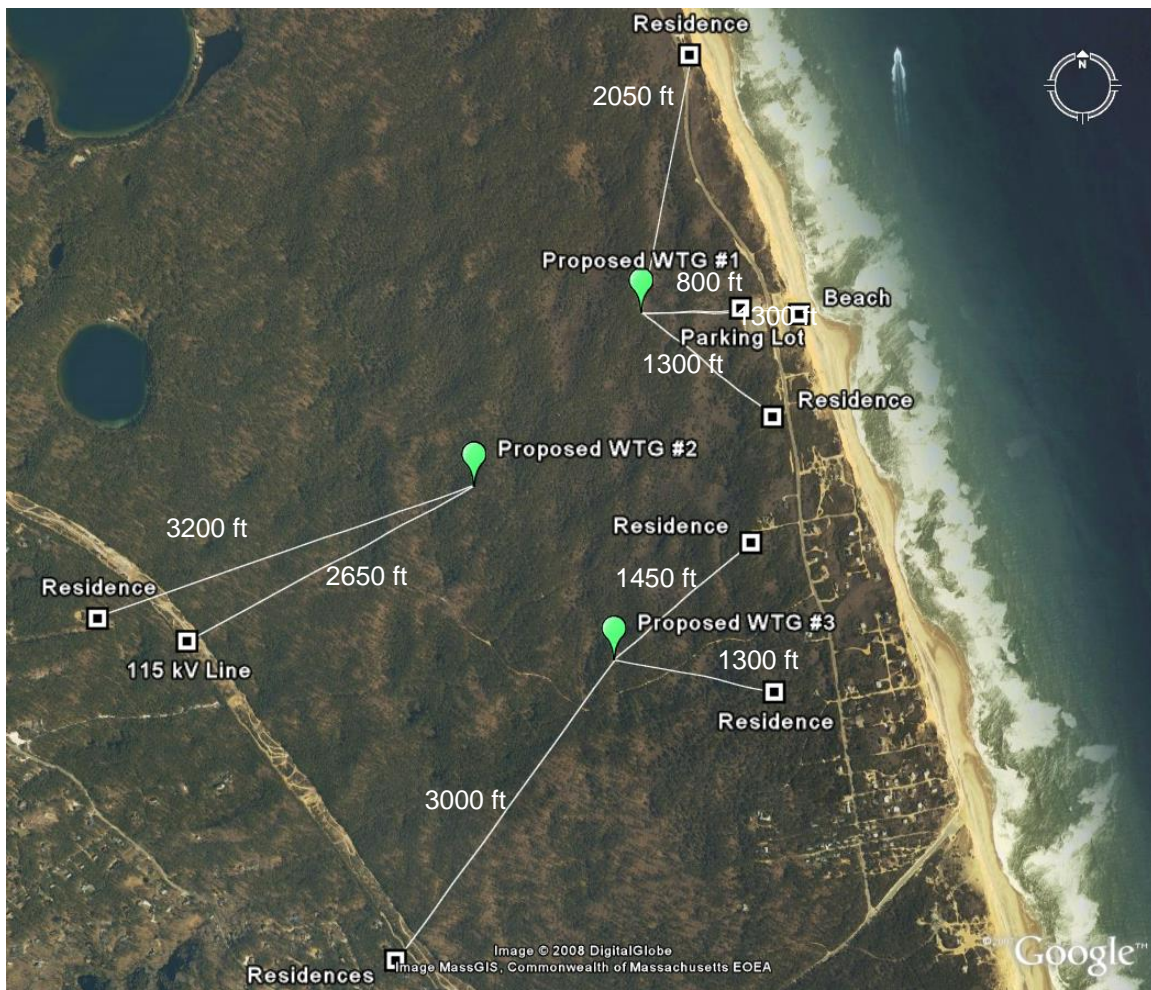 Residence
2050 ft
N
Proposed WTG #1
800 ft
Beach
1300 ft
Parking Lot
1300 ft
Residence
Proposed WTG #2
3200 ft
Residence
1450 ft
2650 ft
Residence
Proposed WTG #3
115 kV Line
1300 ft
Residence
3000 ft
Image © 2008 DigitalGlobe
Google™
Residences
Image MassGIS, Commonwealth of Massachusetts EOEA